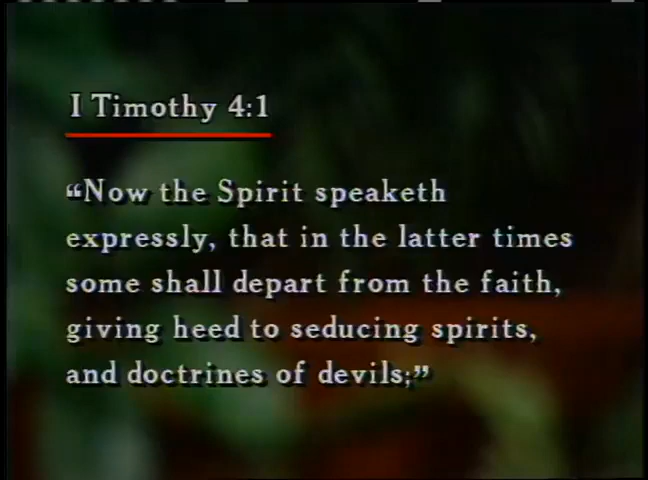 I Timothy 4:1
“Now the Spirit speaketh
expressly, that in the latter times
some shall depart from the faith,
giving heed to seducing spirits,
and doctrines of devils;”